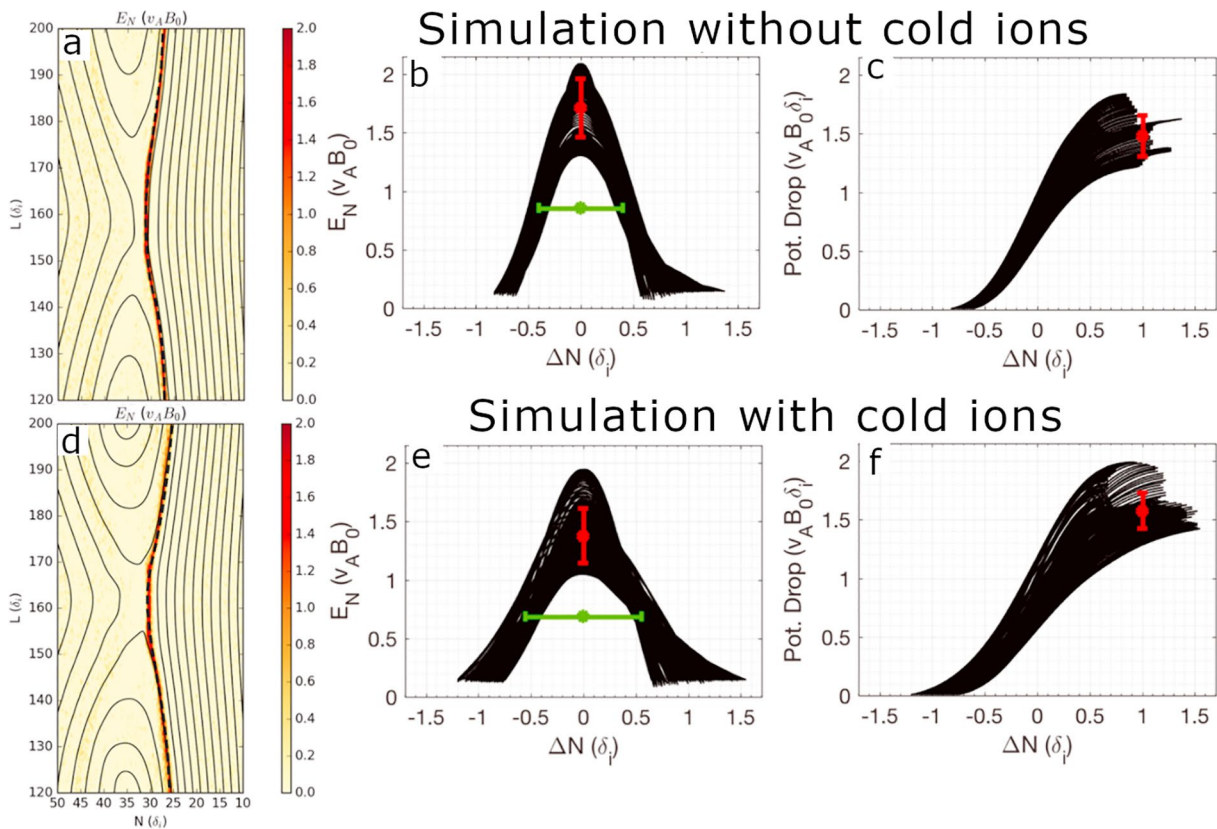 Simulation without cold ions
E_N (v_A B_0)
a
200
190
180
170
160
150
140
130
120
L (δ_i)
2.0
1.8
1.6
1.4
1.2
1.0
0.8
0.6
0.4
0.2
0.0
b
2
1.5
1
0.5
0
E_N (v_A B_0)
-1.5 -1 -0.5 0 0.5 1 1.5
ΔN (δ_i)
c
2
1.5
1
0.5
0
Pot. Drop (v_A B_0 δ_i)
-1.5 -1 -0.5 0 0.5 1 1.5
ΔN (δ_i)
Simulation with cold ions
E_N (v_A B_0)
d
200
190
180
170
160
150
140
130
120
L (δ_i)
50 45 40 35 30 25 20 15 10
N (δ_i)
2.0
1.8
1.6
1.4
1.2
1.0
0.8
0.6
0.4
0.2
0.0
e
2
1.5
1
0.5
0
E_N (v_A B_0)
-1.5 -1 -0.5 0 0.5 1 1.5
ΔN (δ_i)
f
2
1.5
1
0.5
0
Pot. Drop (v_A B_0 δ_i)
-1.5 -1 -0.5 0 0.5 1 1.5
ΔN (δ_i)